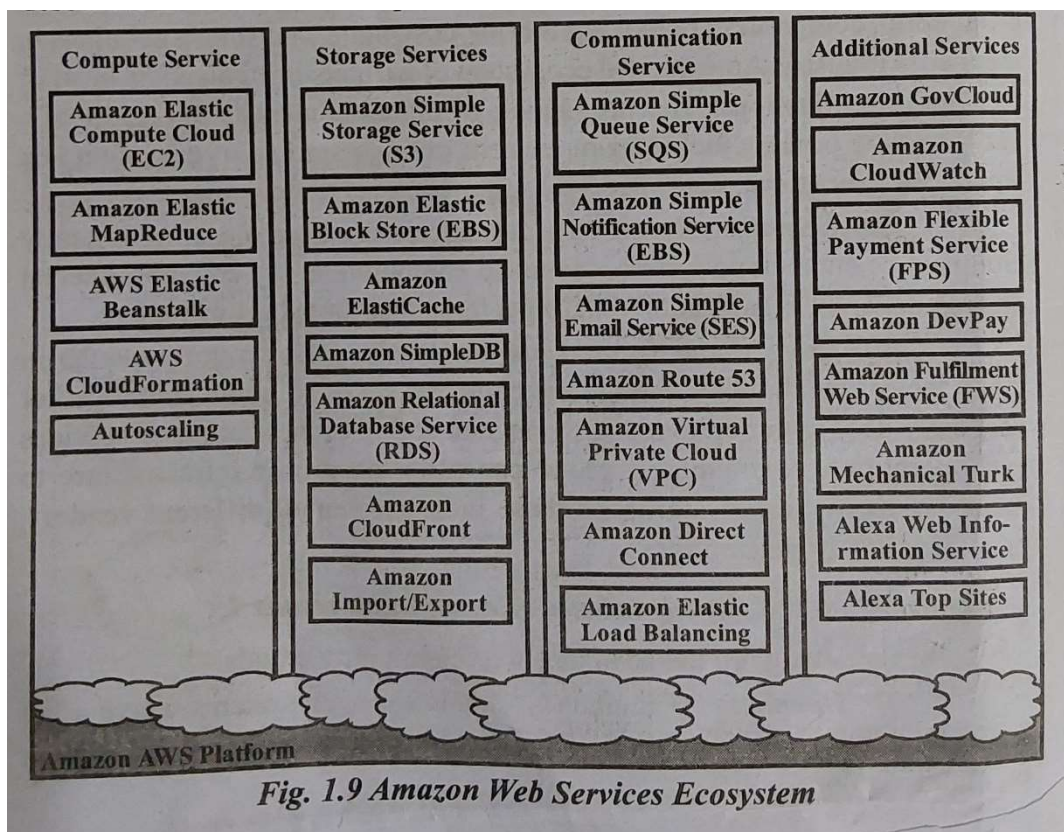 Compute Service
Amazon Elastic
Compute Cloud
(EC2)
Amazon Elastic
MapReduce
AWS Elastic
Beanstalk
AWS
CloudFormation
Autoscaling
Storage Services
Amazon Simple
Storage Service
(S3)
Amazon Elastic
Block Store (EBS)
Amazon
ElastiCache
Amazon SimpleDB
Amazon Relational
Database Service
(RDS)
Amazon
CloudFront
Amazon
Import/Export
Communication
Service
Amazon Simple
Queue Service
(SQS)
Amazon Simple
Notification Service
(EBS)
Amazon Simple
Email Service (SES)
Amazon Route 53
Amazon Virtual
Private Cloud
(VPC)
Amazon Direct
Connect
Amazon Elastic
Load Balancing
Additional Services
Amazon GovCloud
Amazon
CloudWatch
Amazon Flexible
Payment Service
(FPS)
Amazon DevPay
Amazon Fulfilment
Web Service (FWS)
Amazon
Mechanical Turk
Alexa Web Info-
rmation Service
Alexa Top Sites
Amazon AWS Platform
Fig. 1.9 Amazon Web Services Ecosystem